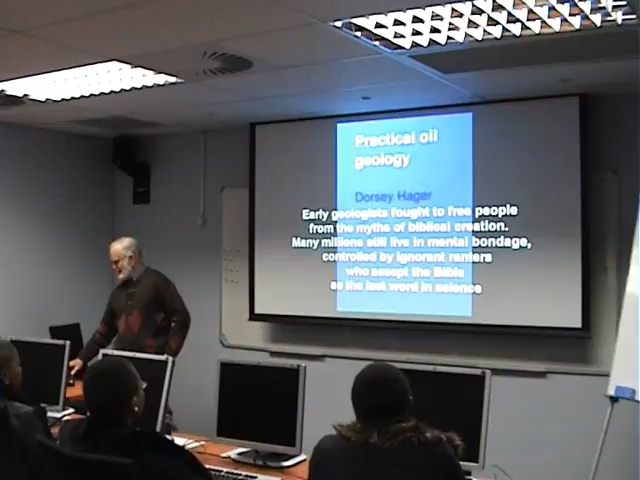 Practical oil
geology
Dorsey Hager
Early geologists fought to free people
from the myths of biblical creation.
Many millions still live in mental bondage,
controlled by ignorant ranters
who accept the Bible
as the last word in science